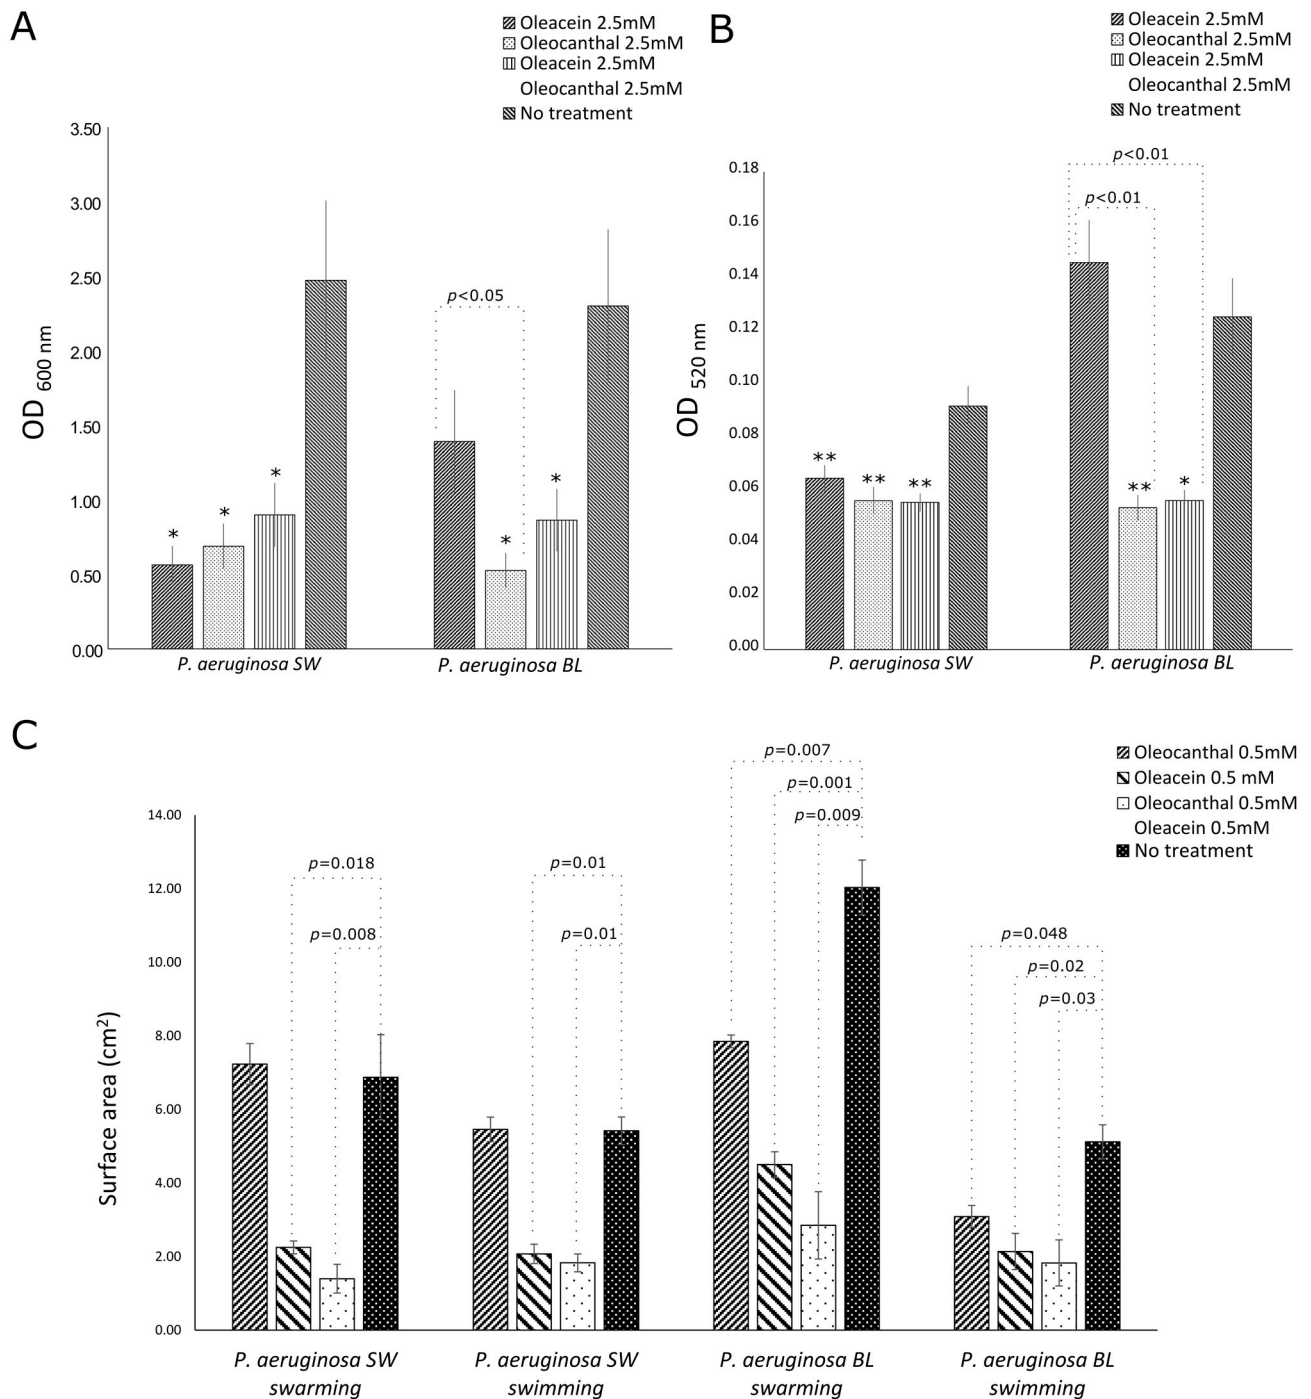 A
Oleacein 2.5mM
Oleocanthal 2.5mM
Oleacein 2.5mM
Oleocanthal 2.5mM
No treatment
OD 600 nm
3.50
3.00
2.50
2.00
1.50
1.00
0.50
0.00
p<0.05
*
*
*
*
*
P. aeruginosa SW
P. aeruginosa BL
B
Oleacein 2.5mM
Oleocanthal 2.5mM
Oleacein 2.5mM
Oleocanthal 2.5mM
No treatment
OD 520 nm
0.18
0.16
0.14
0.12
0.10
0.08
0.06
0.04
0.02
0.00
p<0.01
p<0.01
**
**
**
**
*
P. aeruginosa SW
P. aeruginosa BL
C
Oleocanthal 0.5mM
Oleacein 0.5 mM
Oleocanthal 0.5mM
Oleacein 0.5mM
No treatment
Surface area (cm²)
14.00
12.00
10.00
8.00
6.00
4.00
2.00
0.00
p=0.018
p=0.008
p=0.01
p=0.01
p=0.007
p=0.001
p=0.009
p=0.048
p=0.02
p=0.03
P. aeruginosa SW
swarming
P. aeruginosa SW
swimming
P. aeruginosa BL
swarming
P. aeruginosa BL
swimming